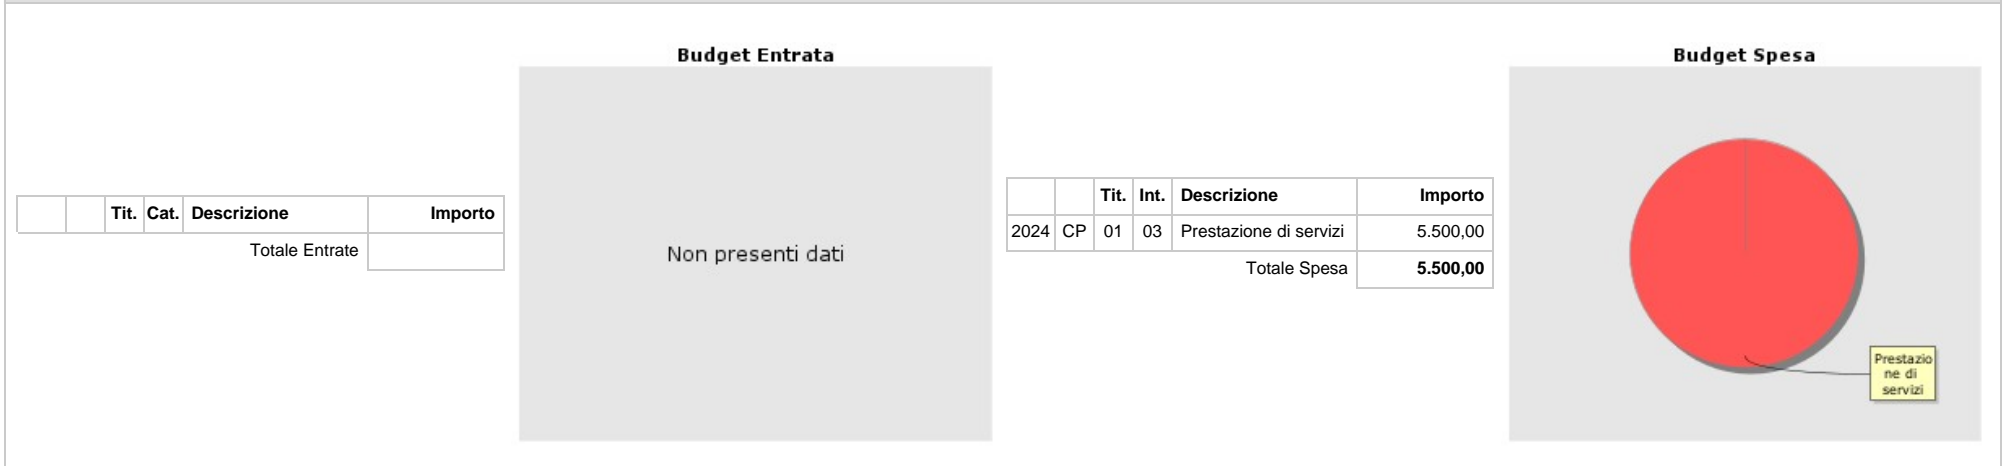 Budget Entrata
Tit. Cat. Descrizione Importo
Totale Entrate
Non presenti dati
Budget Spesa
Tit. Int. Descrizione Importo
2024 CP 01 03 Prestazione di servizi 5.500,00
Totale Spesa 5.500,00
Prestazio
ne di
servizi